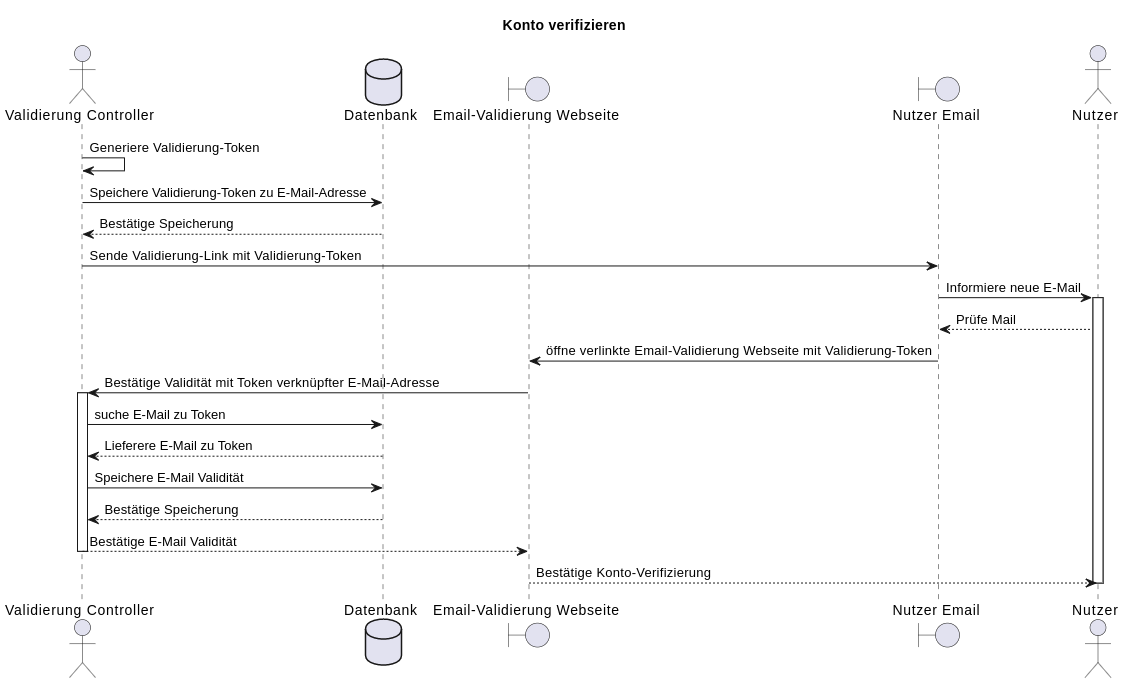 Konto verifizieren
Validierung Controller
Datenbank
Email-Validierung Webseite
Nutzer Email
Nutzer
Generiere Validierung-Token
Speichere Validierung-Token zu E-Mail-Adresse
Bestätige Speicherung
Sende Validierung-Link mit Validierung-Token
Informiere neue E-Mail
Prüfe Mail
öffne verlinkte Email-Validierung Webseite mit Validierung-Token
Bestätige Validität mit Token verknüpfter E-Mail-Adresse
suche E-Mail zu Token
Lieferere E-Mail zu Token
Speichere E-Mail Validität
Bestätige Speicherung
Bestätige E-Mail Validität
Bestätige Konto-Verifizierung
Validierung Controller
Datenbank
Email-Validierung Webseite
Nutzer Email
Nutzer